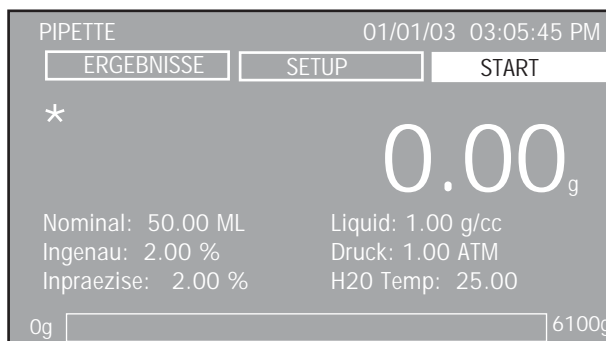 PIPETTE 01/01/03 03:05:45 PM
ERGEBNISSE SETUP START
*
0.00g
Nominal: 50.00 ML Liquid: 1.00 g/cc
Ingenau: 2.00 % Druck: 1.00 ATM
Inpraezise: 2.00 % H20 Temp: 25.00
0g 6100g